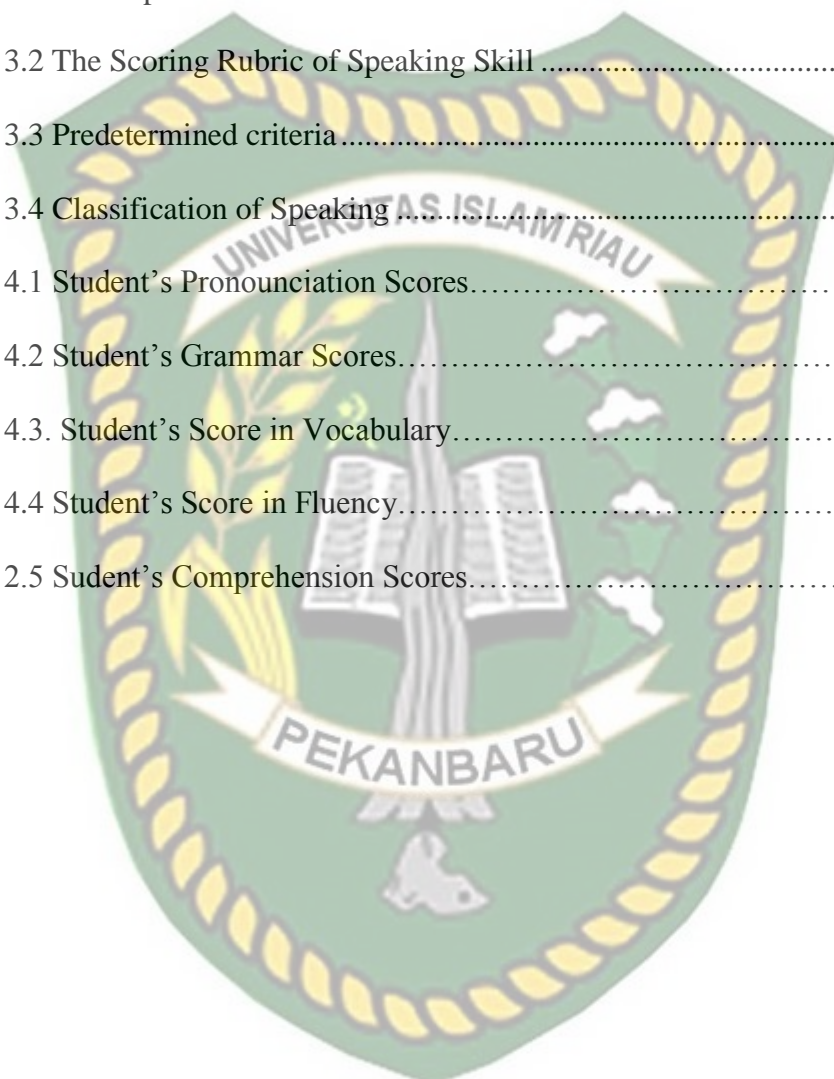 3.2 The Scoring Rubric of Speaking Skill ......................................
3.3 Predetermined criteria ..................................................................
3.4 Classification of Speaking ...........................................................
UNIVERSITAS ISLAM RIAU
4.1 Student’s Pronounciation Scores…………………………………
4.2 Student’s Grammar Scores………………………………………
4.3. Student’s Score in Vocabulary…………………………………
4.4 Student’s Score in Fluency………………………………………
2.5 Sudent’s Comprehension Scores…………………………………
PEKANBARU